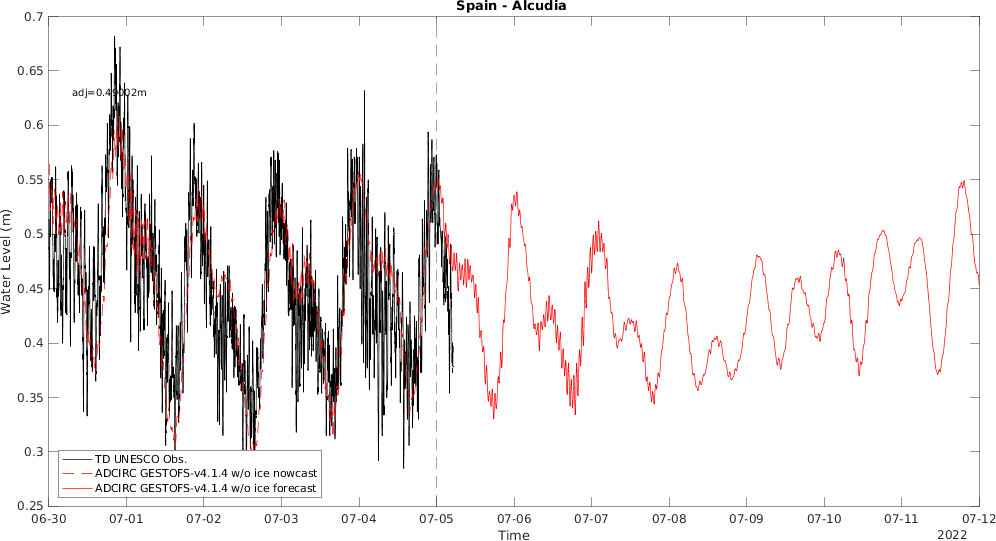 Spain - Alcudia
0.7
0.65
adj=0.49002m
0.6
0.55
0.5
0.45
0.4
0.35
0.3
0.25
Water Level (m)
TD UNESCO Obs.
ADCIRC GESTOFS-v4.1.4 w/o ice nowcast
ADCIRC GESTOFS-v4.1.4 w/o ice forecast
06-30 07-01 07-02 07-03 07-04 07-05 07-06 07-07 07-08 07-09 07-10 07-11 07-12
Time
2022